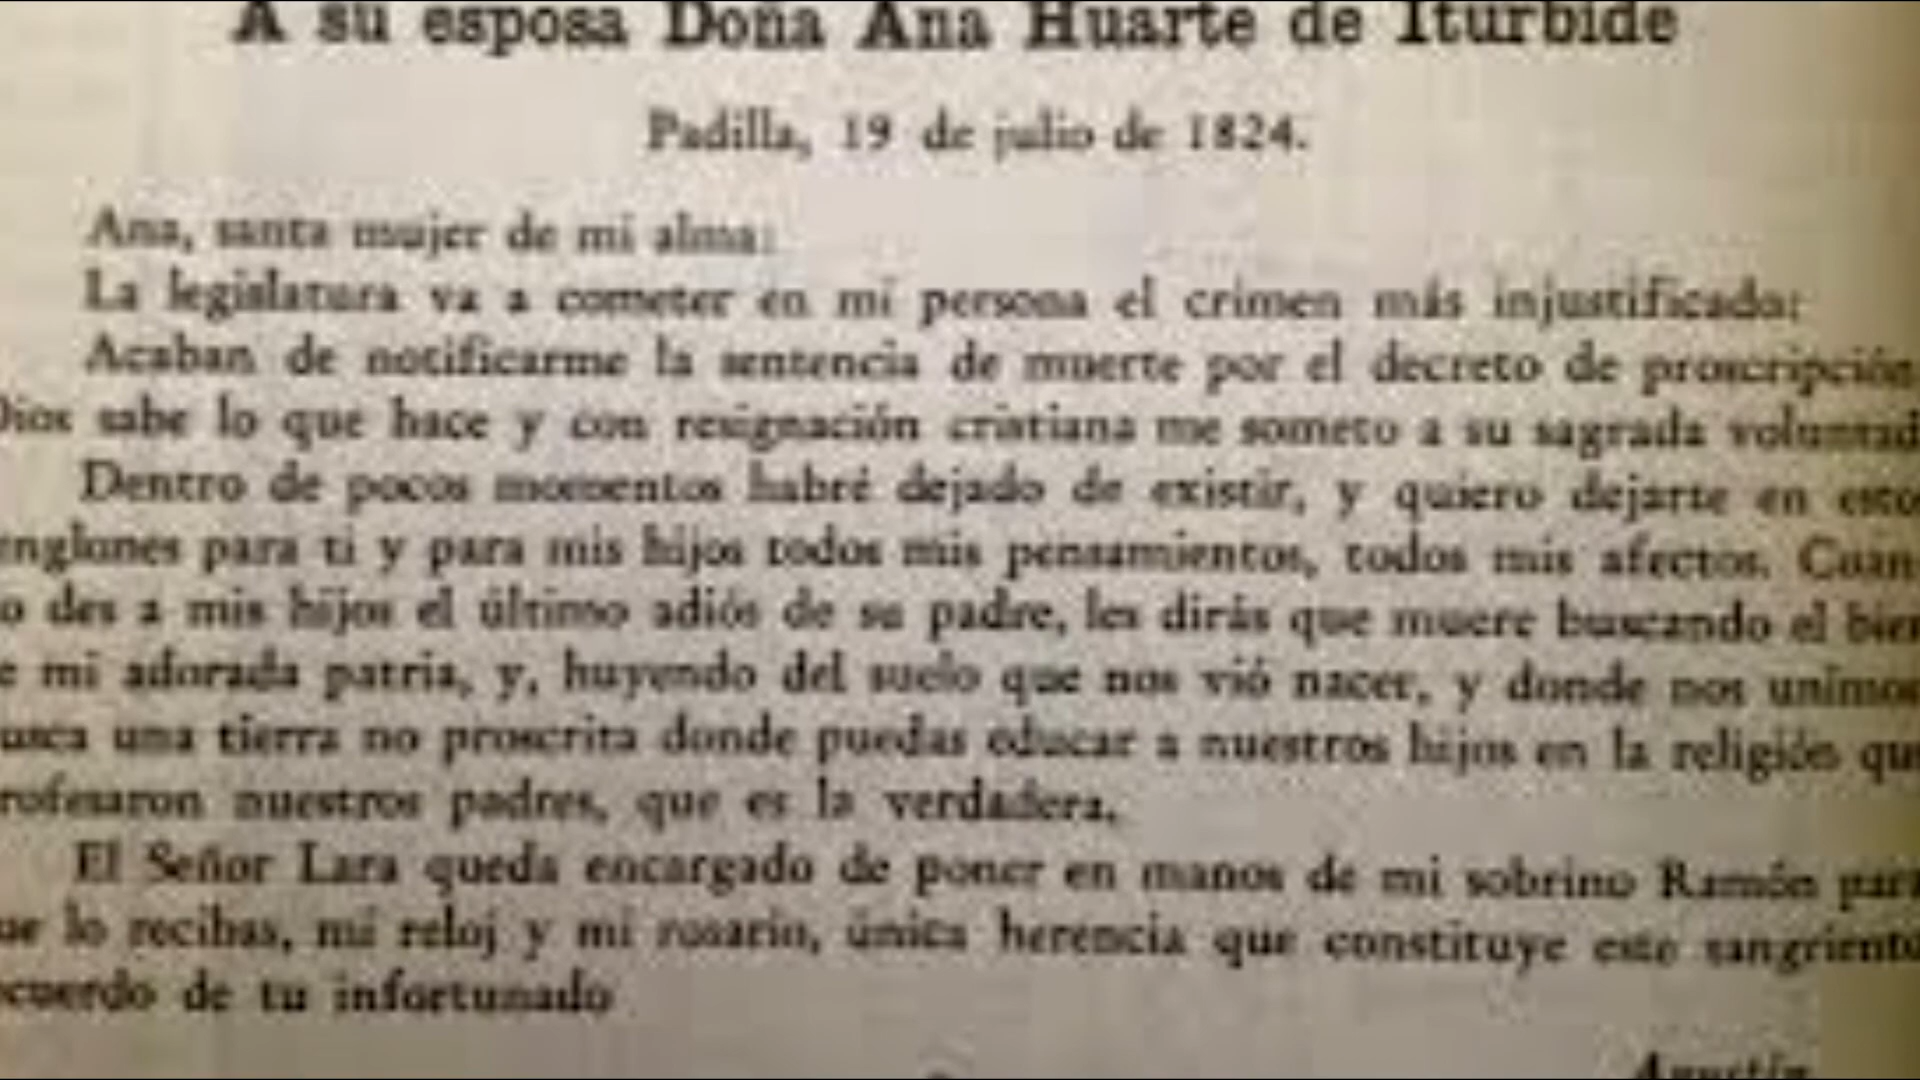 A su esposa Doña Ana Huarte de Iturbide
Padilla, 19 de julio de 1824.
Ana, santa mujer de mi alma:
La legislatura va a cometer en mi persona el crimen más injustificado:
Acaban de notificarme la sentencia de muerte por el decreto de proscripción
Dios sabe lo que hace y con resignación cristiana me someto a su sagrada voluntad
Dentro de pocos momentos habré dejado de existir, y quiero dejarte en esto
englones para ti y para mis hijos todos mis pensamientos, todos mis afectos. Cuan-
o des a mis hijos el último adiós de su padre, les dirás que muere buscando el bien
e mi adorada patria, y, huyendo del suelo que nos vió nacer, y donde nos unimos
usca una tierra no proscrita donde puedas educar a nuestros hijos en la religión que
rofesaron nuestros padres, que es la verdadera.
El Señor Lara queda encargado de poner en manos de mi sobrino Ramón para
ue lo recibas, mi reloj y mi rosario, única herencia que constituye este sangriento
cuerdo de tu infortunado
Agustín